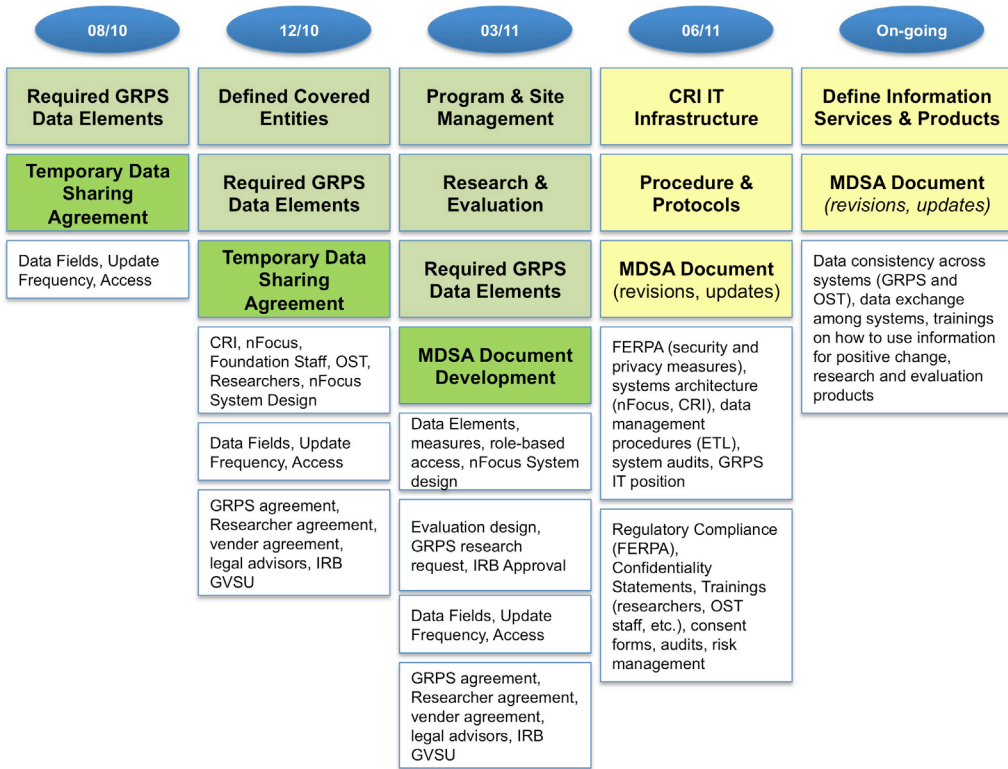 08/10
Required GRPS
Data Elements
Temporary Data
Sharing
Agreement
Data Fields, Update
Frequency, Access
12/10
Defined Covered
Entities
Required GRPS
Data Elements
Temporary Data
Sharing
Agreement
CRI, nFocus,
Foundation Staff, OST,
Researchers, nFocus
System Design
Data Fields, Update
Frequency, Access
GRPS agreement,
Researcher agreement,
vender agreement,
legal advisors, IRB
GVSU
03/11
Program & Site
Management
Research &
Evaluation
Required GRPS
Data Elements
MDSA Document
Development
Data Elements,
measures, role-based
access, nFocus System
design
Evaluation design,
GRPS research
request, IRB Approval
Data Fields, Update
Frequency, Access
GRPS agreement,
Researcher agreement,
vender agreement,
legal advisors, IRB
GVSU
06/11
CRI IT
Infrastructure
Procedure &
Protocols
MDSA Document
(revisions, updates)
FERPA (security and
privacy measures),
systems architecture
(nFocus, CRI), data
management
procedures (ETL),
system audits, GRPS
IT position
Regulatory Compliance
(FERPA),
Confidentiality
Statements, Trainings
(researchers, OST
staff, etc.), consent
forms, audits, risk
management
On-going
Define Information
Services & Products
MDSA Document
(revisions, updates)
Data consistency across
systems (GRPS and
OST), data exchange
among systems, trainings
on how to use information
for positive change,
research and evaluation
products